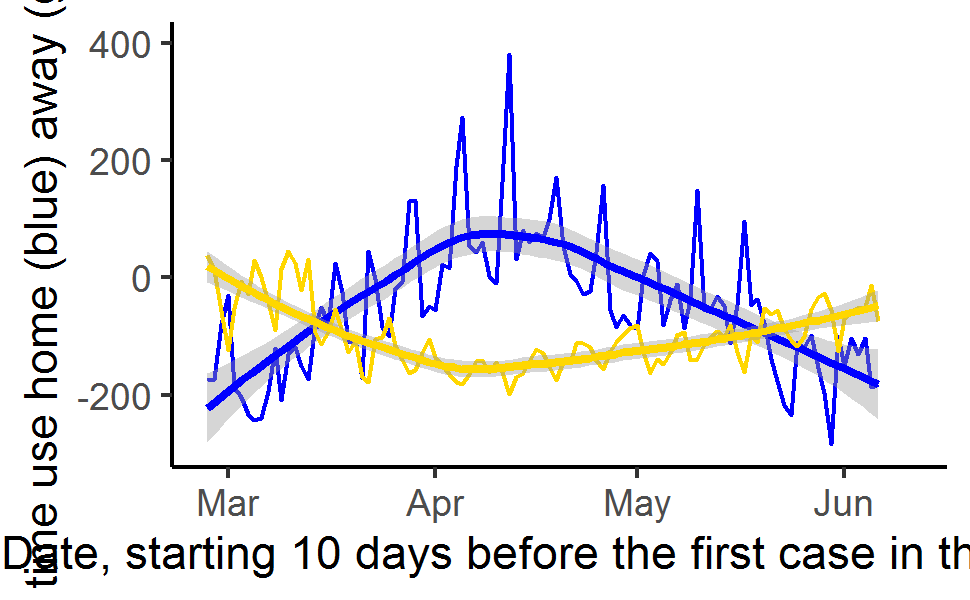 time use home (blue) away (
400
200
0
-200
Mar Apr May Jun
Date, starting 10 days before the first case in th